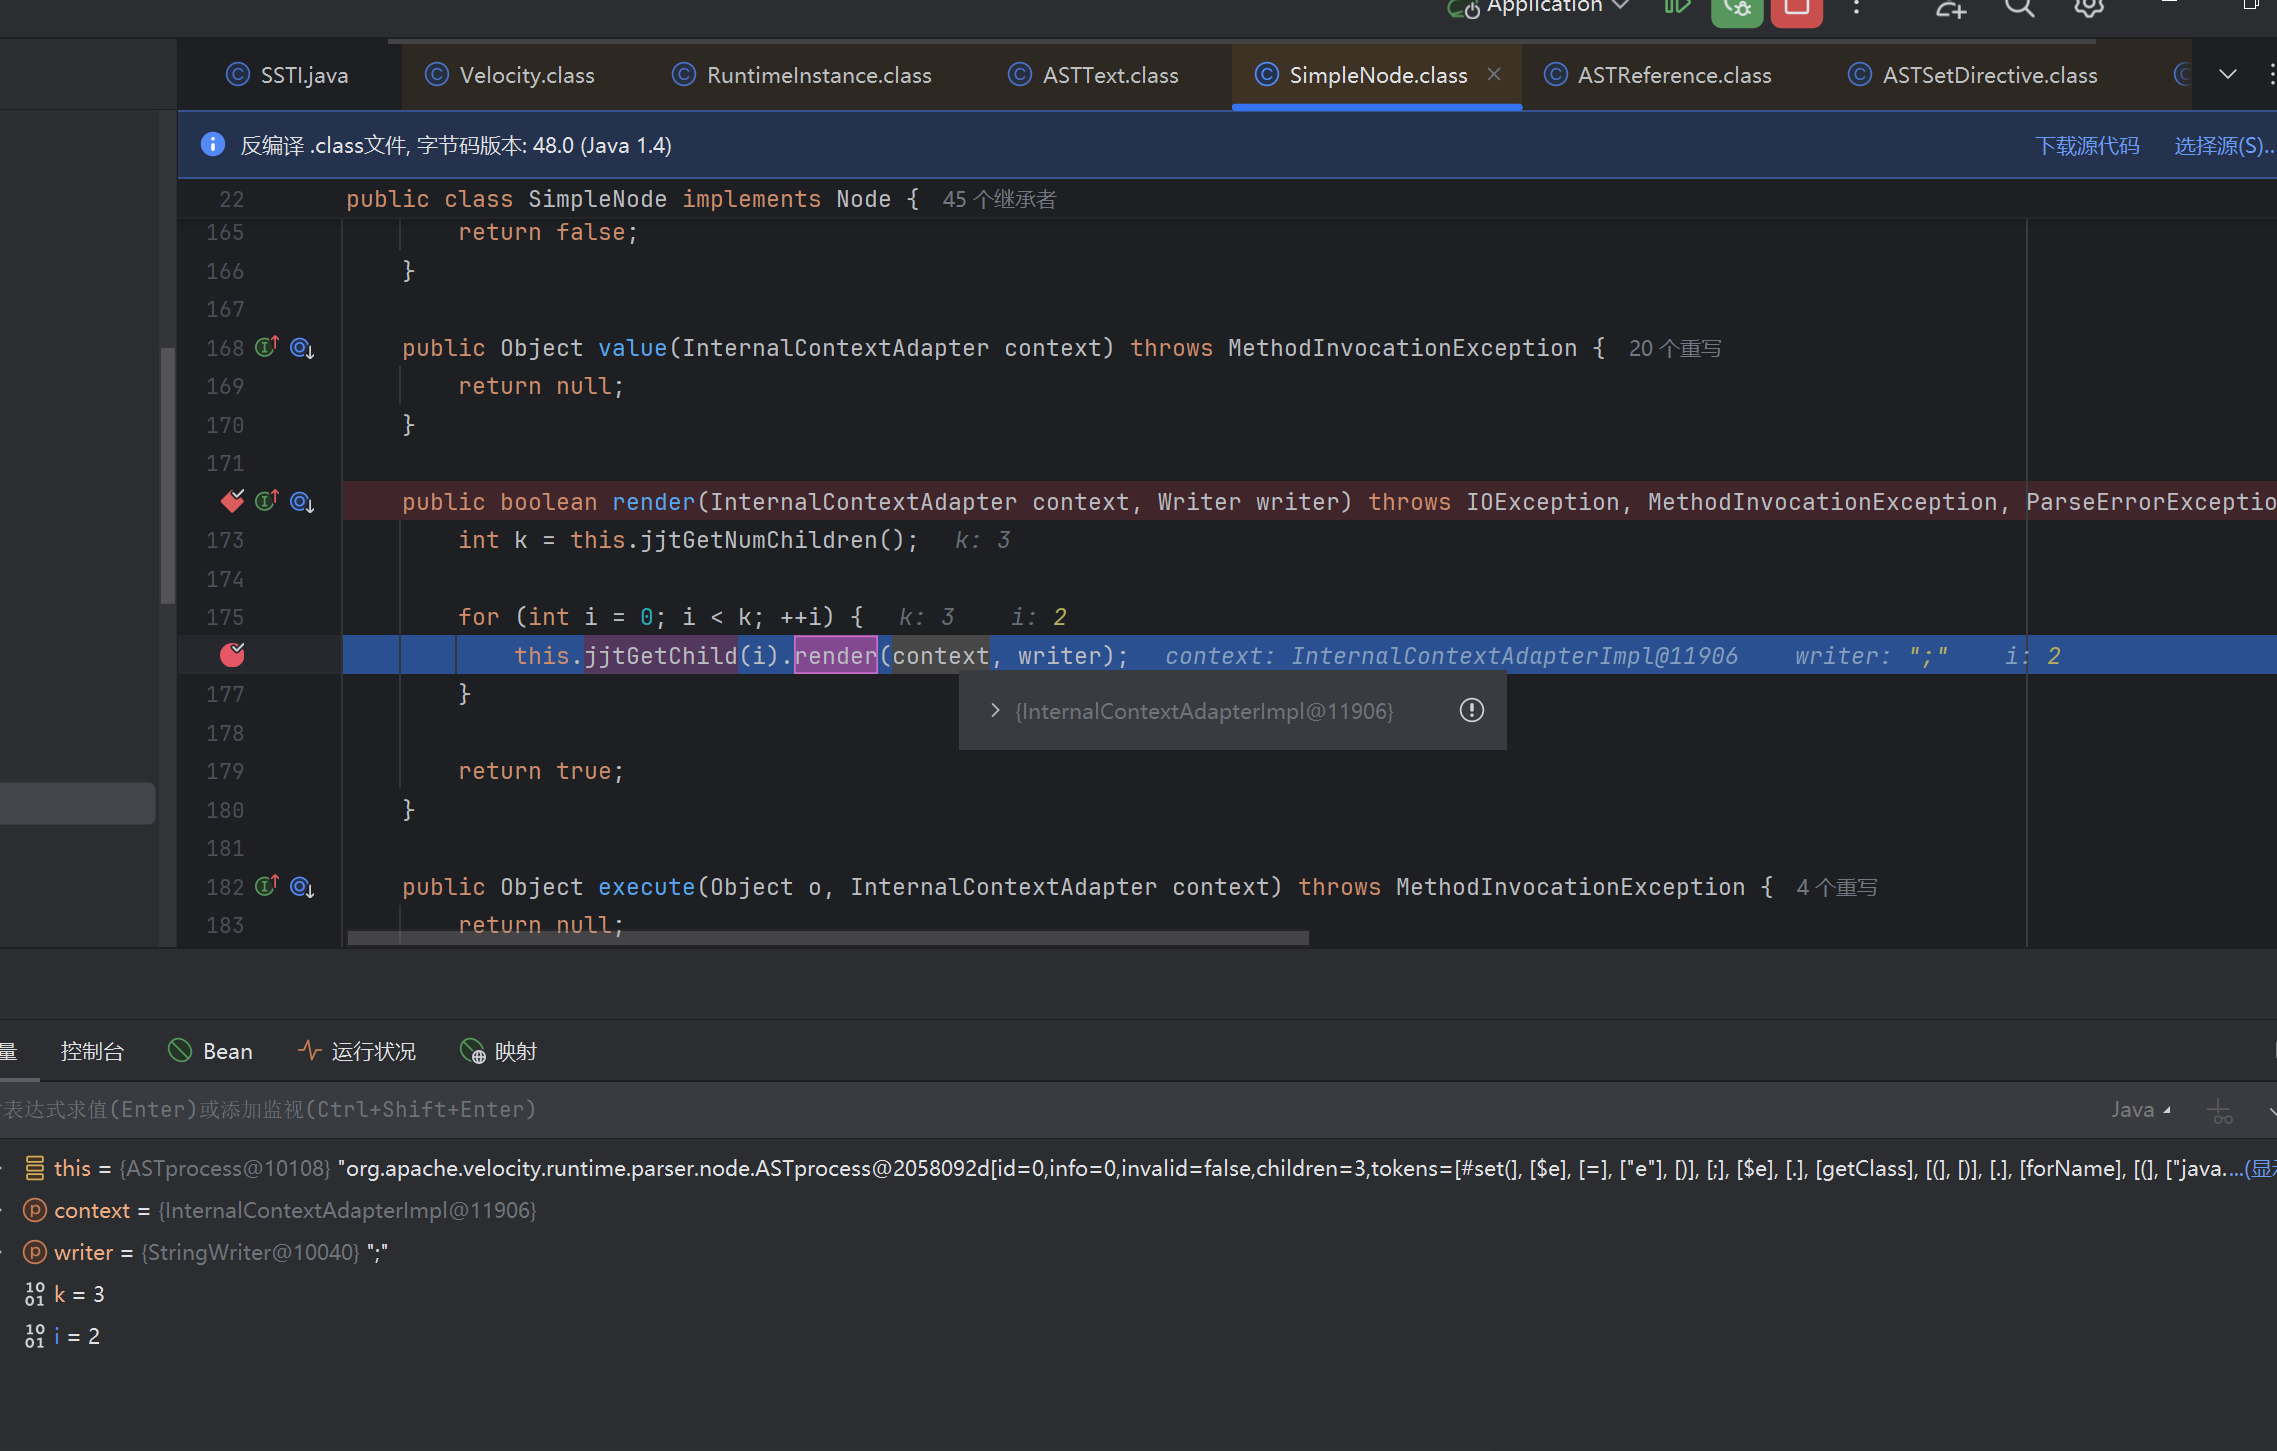 Application
SSTI.java Velocity.class RuntimeInstance.class ASTText.class SimpleNode.class ASTReference.class ASTSetDirective.class
反编译 .class文件, 字节码版本: 48.0 (Java 1.4) 下载源代码 选择源(S)...
22 public class SimpleNode implements Node { 45 个继承者
165 return false;
166 }
167
168 public Object value(InternalContextAdapter context) throws MethodInvocationException { 20 个重写
169 return null;
170 }
171
public boolean render(InternalContextAdapter context, Writer writer) throws IOException, MethodInvocationException, ParseErrorExceptio
173 int k = this.jjtGetNumChildren(); k: 3
174
175 for (int i = 0; i < k; ++i) { k: 3 i: 2
this.jjtGetChild(i).render(context, writer); context: InternalContextAdapterImpl@11906 writer: ";" i: 2
177 }
{InternalContextAdapterImpl@11906}
178
179 return true;
180 }
181
182 public Object execute(Object o, InternalContextAdapter context) throws MethodInvocationException { 4 个重写
183 return null;
量 控制台 Bean 运行状况 映射
表达式求值(Enter)或添加监视(Ctrl+Shift+Enter) Java
this = {ASTprocess@10108} "org.apache.velocity.runtime.parser.node.ASTprocess@2058092d[id=0,info=0,invalid=false,children=3,tokens=[#set(], [$e], [=], ["e"], [)], [;], [$e], [.], [getClass], [(], [)], [.], [forName], [(], ["java....(显
context = {InternalContextAdapterImpl@11906}
writer = {StringWriter@10040} ";"
k = 3
i = 2